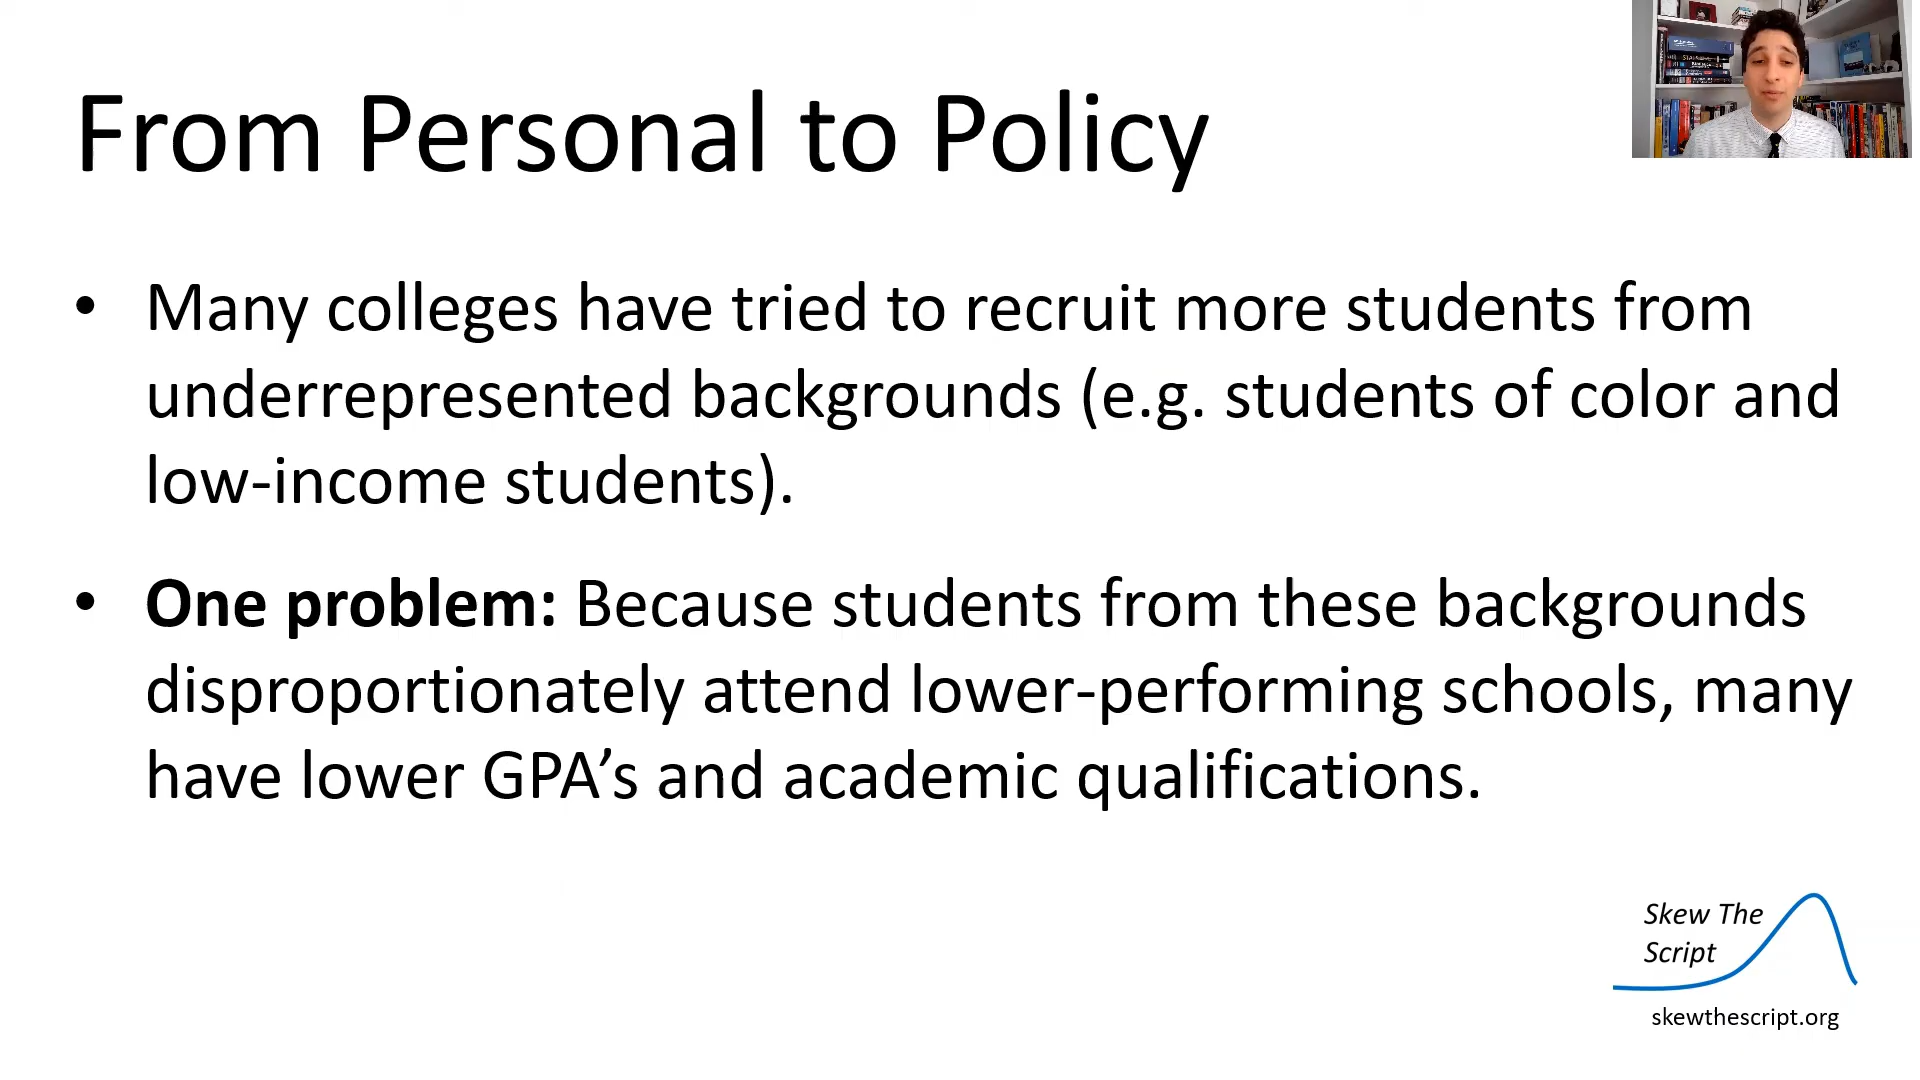 From Personal to Policy
• Many colleges have tried to recruit more students from
underrepresented backgrounds (e.g. students of color and
low-income students).
• One problem: Because students from these backgrounds
disproportionately attend lower-performing schools, many
have lower GPA’s and academic qualifications.
Skew The
Script
skewthescript.org